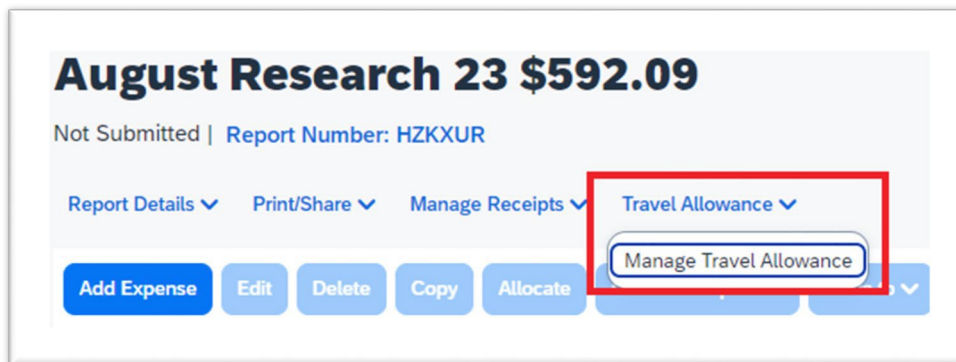 August Research 23 $592.09
Not Submitted | Report Number: HZKXUR
Report Details Print/Share Manage Receipts Travel Allowance
Manage Travel Allowance
Add Expense Edit Delete Copy Allocate